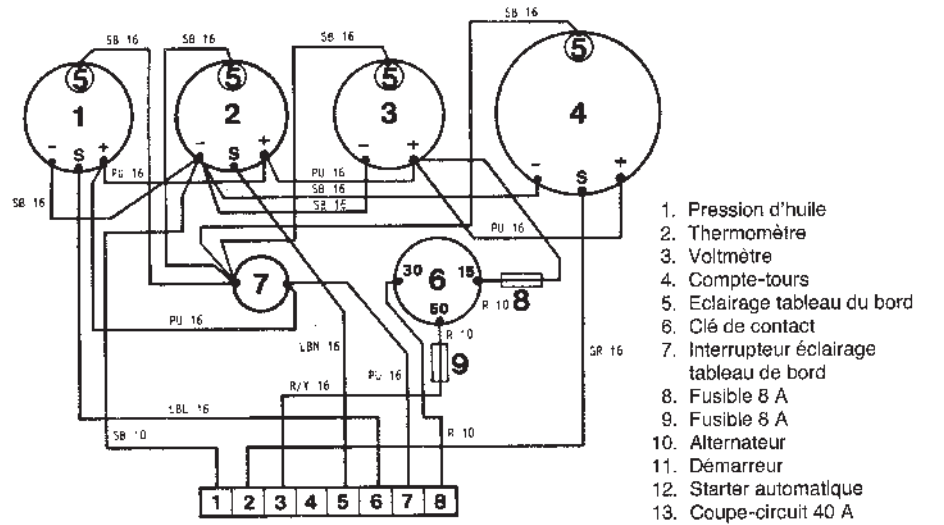 SB 16
SB 16 SB 16 SB 16
5 5 5 5
1 2 3 4
- S + - S + - + - S +
PU 16 PU 16
SB 16
SB 16 SB 16
PU 16
7 30 6 15
50
R 10 8
PU 16 R 10
LBN 16 GR 16
9
PU 16
R/Y 16
LBL 16
SB 10 R 10
1 2 3 4 5 6 7 8
1. Pression d'huile
2. Thermomètre
3. Voltmètre
4. Compte-tours
5. Eclairage tableau du bord
6. Clé de contact
7. Interrupteur éclairage
tableau de bord
8. Fusible 8 A
9. Fusible 8 A
10. Alternateur
11. Démarreur
12. Starter automatique
13. Coupe-circuit 40 A